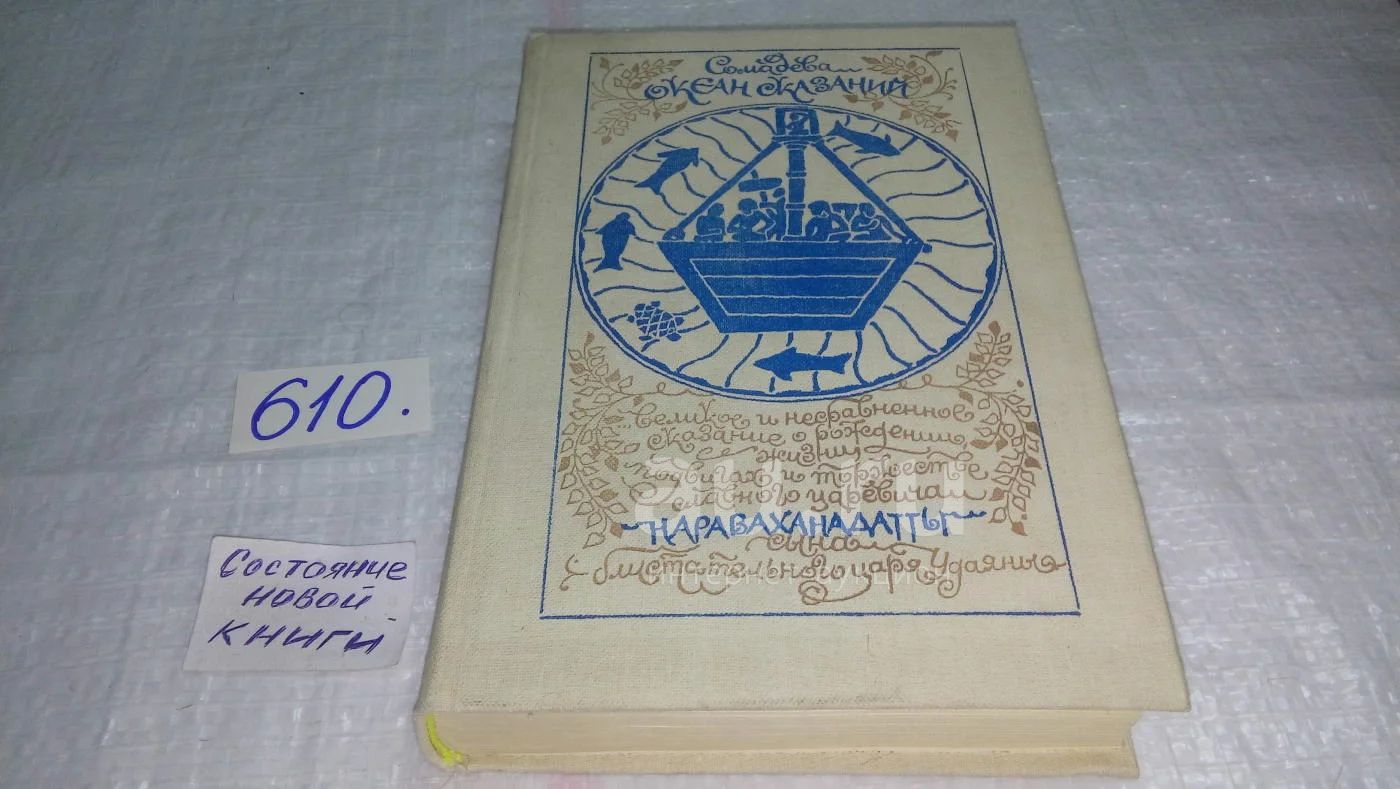 Сомадева
ОКЕАН СКАЗАНИЙ
великое и несравненное
сказание о рождении
жизни
подвигах и торжестве
славного царевича
НАРАВАХАНАДАТТЫ
сына
блистательного царя Удаяны
610.
Состояние
новой
книги